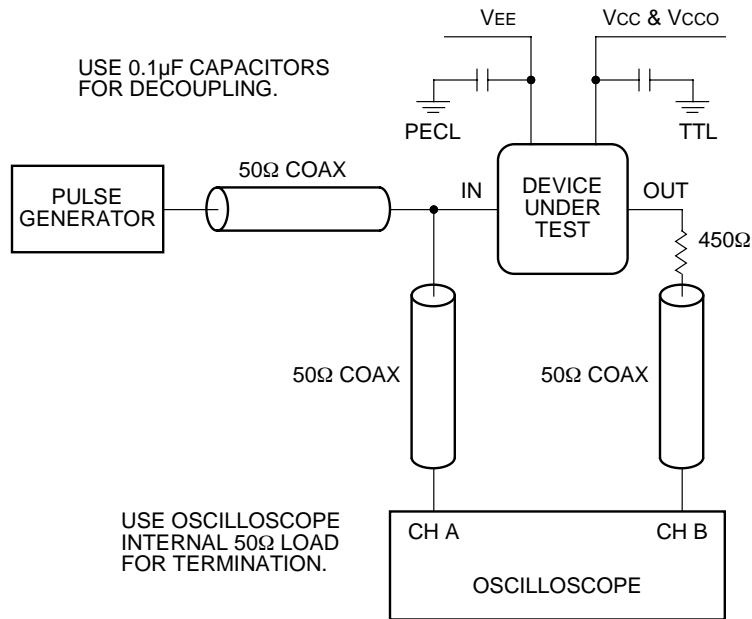 VEE
VCC & VCCO
USE 0.1µF CAPACITORS
FOR DECOUPLING.
PECL
TTL
50Ω COAX
PULSE
GENERATOR
IN
DEVICE
UNDER
TEST
OUT
450Ω
50Ω COAX
50Ω COAX
USE OSCILLOSCOPE
INTERNAL 50Ω LOAD
FOR TERMINATION.
CH A
CH B
OSCILLOSCOPE